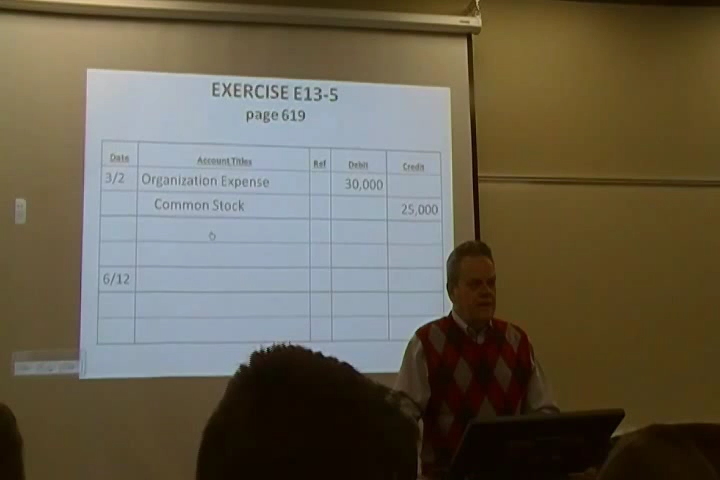 EXERCISE E13-5
page 619
Date Account Titles Ref Debit Credit
3/2 Organization Expense 30,000
Common Stock 25,000
6/12